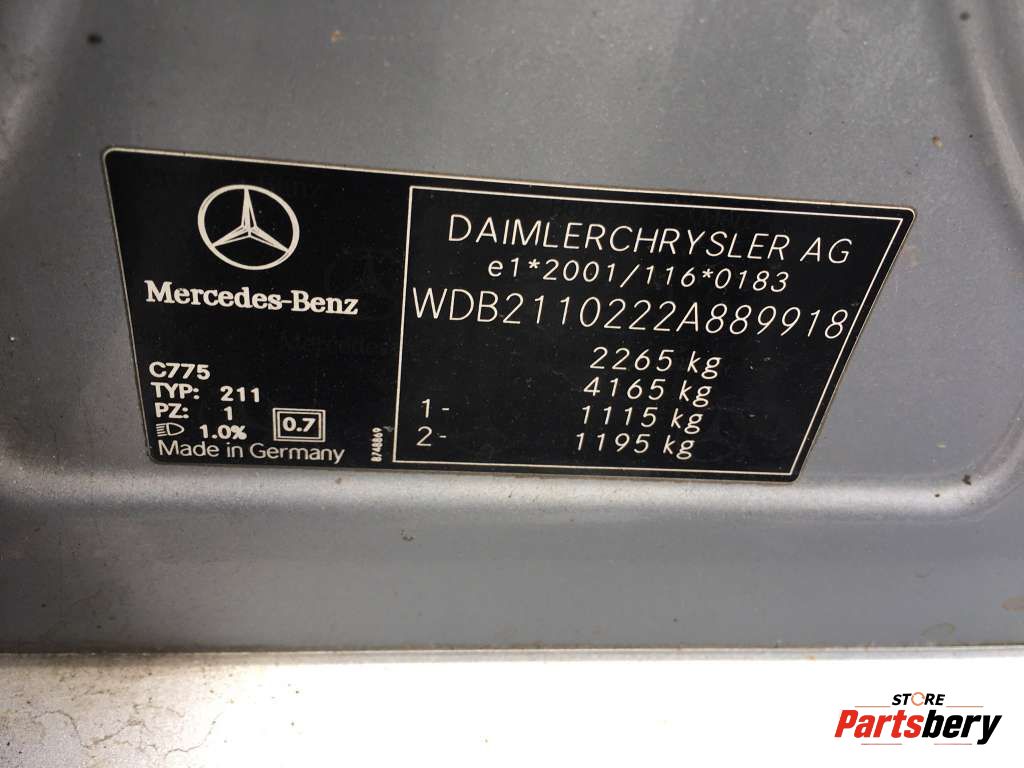 Mercedes-Benz
C775
TYP: 211
PZ: 1
1.0%
0.7
Made in Germany
8748869
DAIMLERCHRYSLER AG
e1*2001/116*0183
WDB2110222A889918
2265 kg
4165 kg
1- 1115 kg
2- 1195 kg
STORE
Partsbery